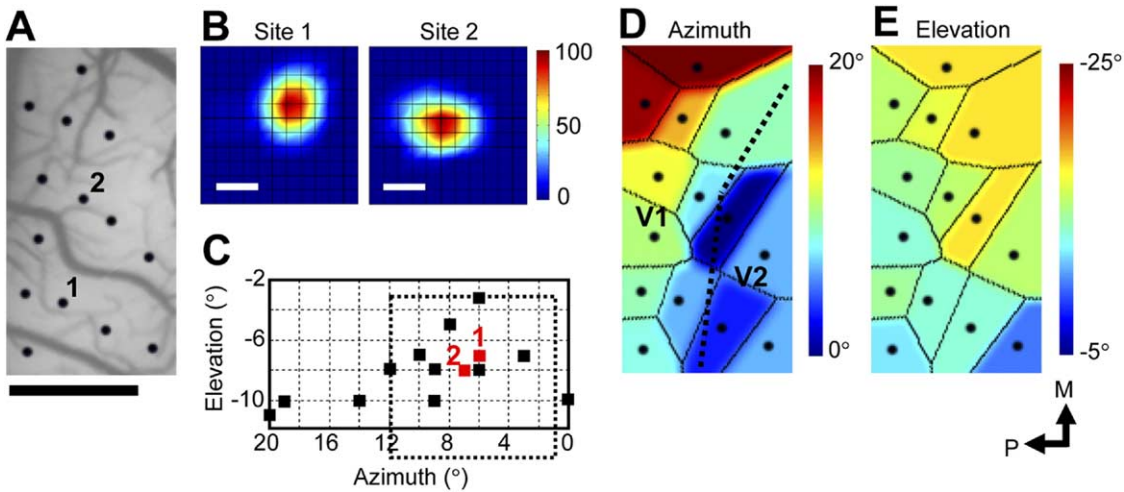 A
2
1
B
Site 1
Site 2
100
50
0
C
-2
-6
-10
Elevation (°)
1
2
20
16
12
8
4
0
Azimuth (°)
D
Azimuth
V1
V2
20°
0°
E
Elevation
-25°
-5°
M
P